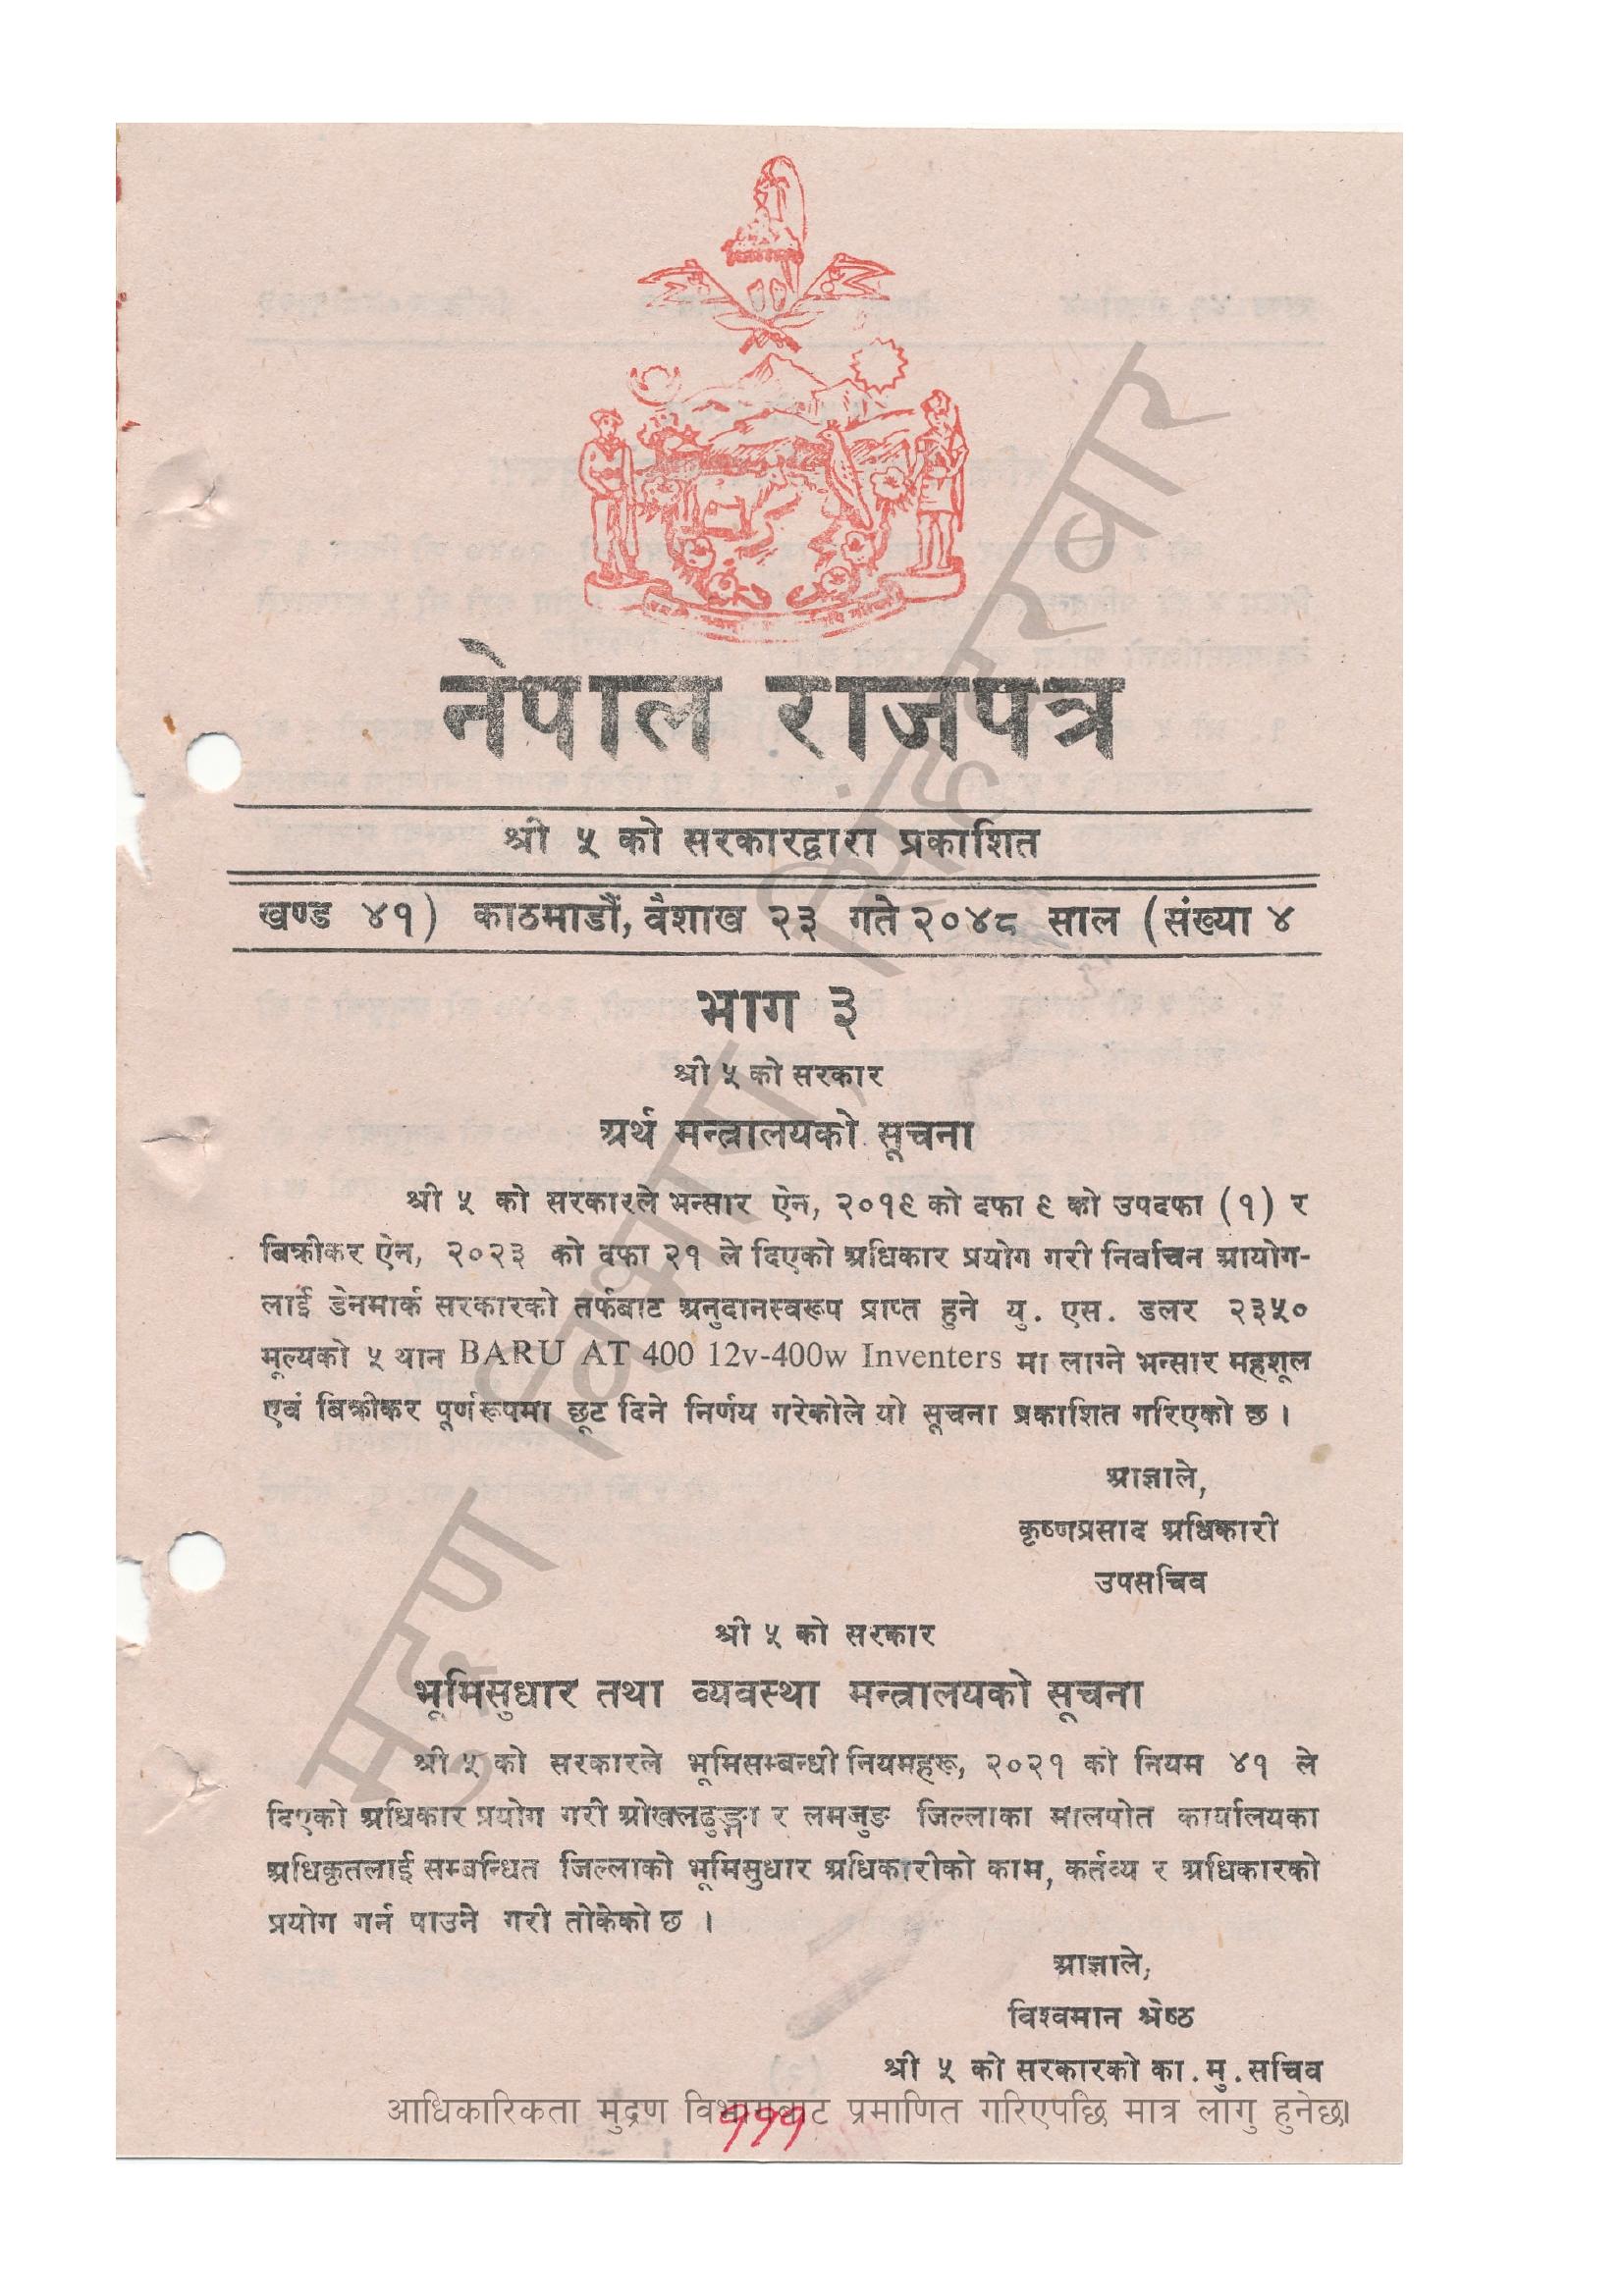 नेपाल राजपत्र
श्री ५ को सरकारद्वारा प्रकाशित
खण्ड ४१) काठमाडौं, वैशाख २३ गते २०४८ साल (संख्या ४
भाग ३
श्री ५ को सरकार
अर्थ मन्त्रालयको सूचना
श्री ५ को सरकारले भन्सार ऐन, २०१९ को दफा ९ को उपदफा (१) र
बिक्रीकर ऐन, २०२३ को दफा २१ ले दिएको अधिकार प्रयोग गरी निर्वाचन आयोग-
लाई डेनमार्क सरकारको तर्फबाट अनुदानस्वरूप प्राप्त हुने यु. एस. डलर २३५०
मूल्यको ५ थान BARU AT 400 12v-400w Inventers मा लाग्ने भन्सार महशूल
एवं बिक्रीकर पूर्णरूपमा छूट दिने निर्णय गरेकोले यो सूचना प्रकाशित गरिएको छ ।
आज्ञाले,
कृष्णप्रसाद अधिकारी
उपसचिव
श्री ५ को सरकार
भूमिसुधार तथा व्यवस्था मन्त्रालयको सूचना
श्री ५ को सरकारले भूमिसम्बन्धी नियमहरू, २०२१ को नियम ४१ ले
दिएको अधिकार प्रयोग गरी ओखलढुङ्गा र लमजुङ जिल्लाका मालपोत कार्यालयका
अधिकृतलाई सम्बन्धित जिल्लाको भूमिसुधार अधिकारीको काम, कर्तव्य र अधिकारको
प्रयोग गर्न पाउने गरी तोकेको छ ।
आज्ञाले,
विश्वमान श्रेष्ठ
श्री ५ को सरकारको का.मु.सचिव
आधिकारिकता मुद्रण विभागबाट प्रमाणित गरिएपछि मात्र लागु हुनेछ।
१११
मुद्रण विभाग, सिंहदरबार